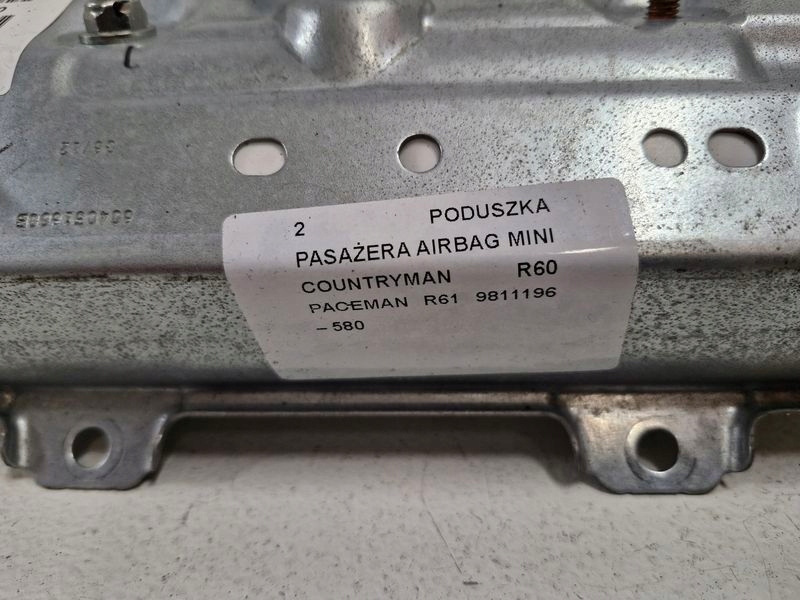 2 PODUSZKA
PASAŻERA AIRBAG MINI
COUNTRYMAN R60
PACEMAN R61 9811196
– 580